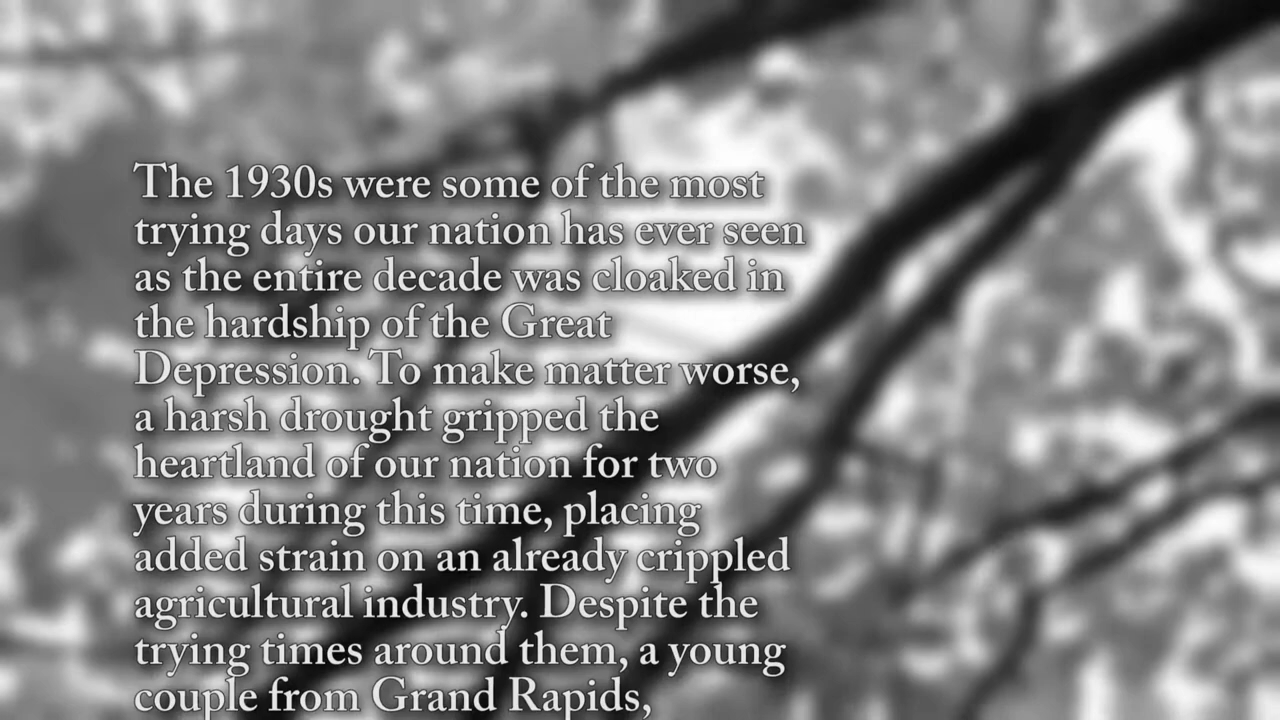 The 1930s were some of the most
trying days our nation has ever seen
as the entire decade was cloaked in
the hardship of the Great
Depression. To make matter worse,
a harsh drought gripped the
heartland of our nation for two
years during this time, placing
added strain on an already crippled
agricultural industry. Despite the
trying times around them, a young
couple from Grand Rapids,